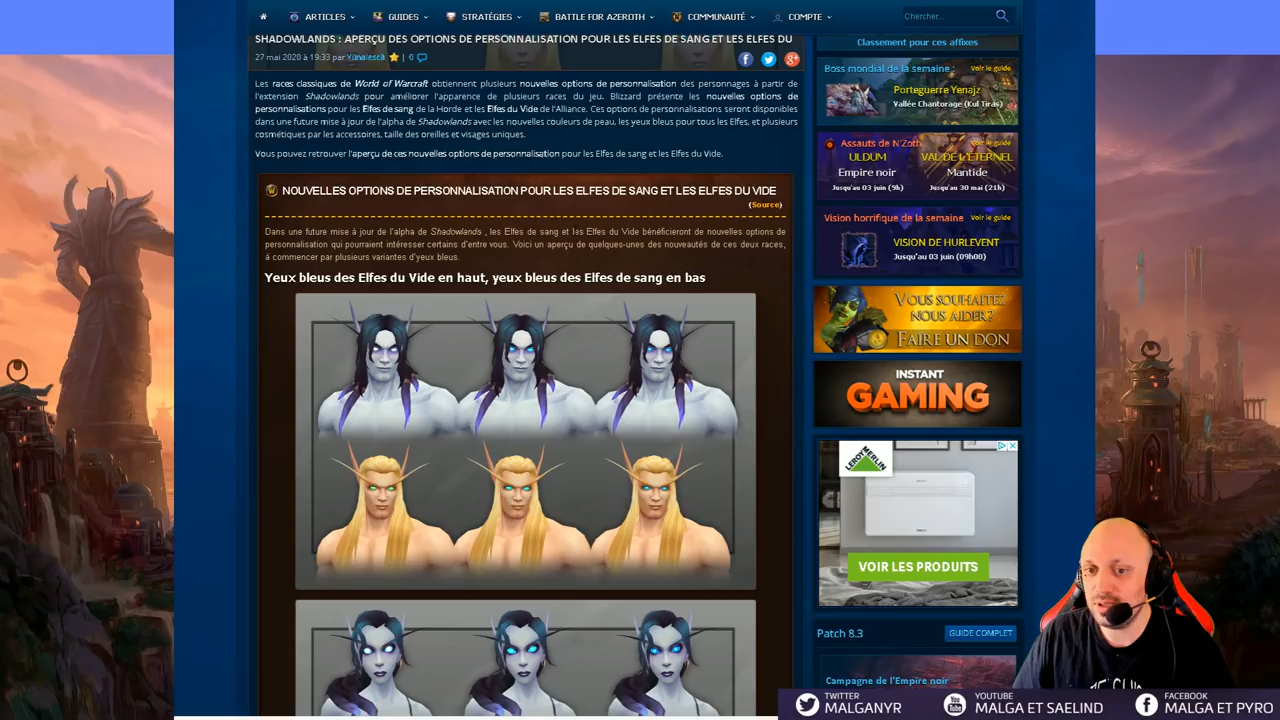 ARTICLES GUIDES STRATÉGIES BATTLE FOR AZEROTH COMMUNAUTÉ COMPTE Chercher...
SHADOWLANDS : APERÇU DES OPTIONS DE PERSONNALISATION POUR LES ELFES DE SANG ET LES ELFES DU
27 mai 2020 à 19:33 par Yunalesca | 0
Les races classiques de World of Warcraft obtiennent plusieurs nouvelles options de personnalisation des personnages à partir de
l'extension Shadowlands pour améliorer l'apparence de plusieurs races du jeu. Blizzard présente les nouvelles options de
personnalisations pour les Elfes de sang de la Horde et les Elfes du Vide de l'Alliance. Ces options de personnalisations seront disponibles
dans une future mise à jour de l'alpha de Shadowlands avec les nouvelles couleurs de peau, les yeux bleus pour tous les Elfes, et plusieurs
cosmétiques par les accessoires, taille des oreilles et visages uniques.
Vous pouvez retrouver l'aperçu de ces nouvelles options de personnalisation pour les Elfes de sang et les Elfes du Vide.
NOUVELLES OPTIONS DE PERSONNALISATION POUR LES ELFES DE SANG ET LES ELFES DU VIDE
(Source)
Dans une future mise à jour de l'alpha de Shadowlands , les Elfes de sang et les Elfes du Vide bénéficieront de nouvelles options de
personnalisation qui pourraient intéresser certains d'entre vous. Voici un aperçu de quelques-unes des nouveautés de ces deux races,
à commencer par plusieurs variantes d'yeux bleus.
Yeux bleus des Elfes du Vide en haut, yeux bleus des Elfes de sang en bas
Classement pour ces affixes
Boss mondial de la semaine : Voir le guide
Porteguerre Yenajz
Vallée Chantorage (Kul Tiras)
Assauts de N'Zoth Voir le guide
ULDUM VAL DE L'ÉTERNEL
Empire noir Mantide
Jusqu'au 03 juin (9h) Jusqu'au 30 mai (21h)
Vision horrifique de la semaine Voir le guide
VISION DE HURLEVENT
Jusqu'au 03 juin (09h00)
VOUS SOUHAITEZ
NOUS AIDER?
FAIRE UN DON
INSTANT
GAMING
LEROY MERLIN
VOIR LES PRODUITS
Patch 8.3 GUIDE COMPLET
Campagne de l'Empire noir
TWITTER
MALGANYR
YOUTUBE
MALGA ET SAELIND
FACEBOOK
MALGA ET PYRO